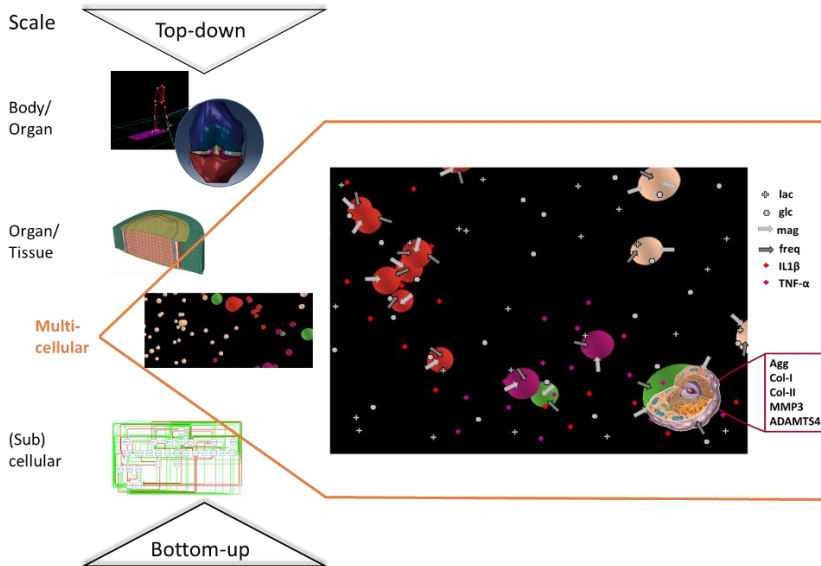 Scale
Top-down
Body/
Organ
Organ/
Tissue
Multi-
cellular
(Sub)
cellular
Bottom-up
lac
glc
mag
freq
IL1β
TNF-α
Agg
Col-I
Col-II
MMP3
ADAMTS4